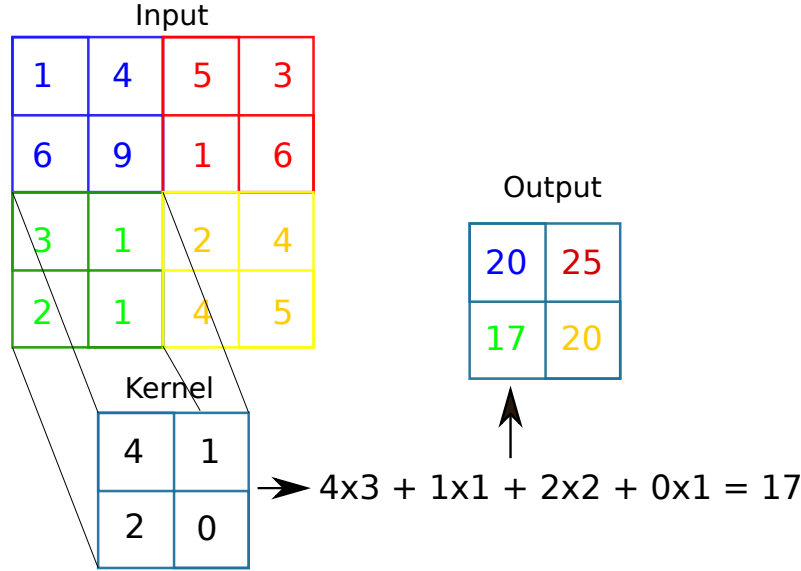 Input
1 4 5 3
6 9 1 6
3 1 2 4
2 1 4 5
Output
20 25
17 20
Kernel
4 1
2 0
4x3 + 1x1 + 2x2 + 0x1 = 17